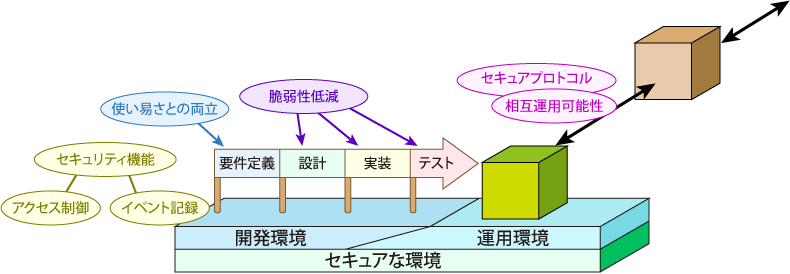 セキュアプロトコル
相互運用可能性
脆弱性低減
使い易さとの両立
セキュリティ機能
アクセス制御
イベント記録
要件定義
設計
実装
テスト
開発環境
運用環境
セキュアな環境